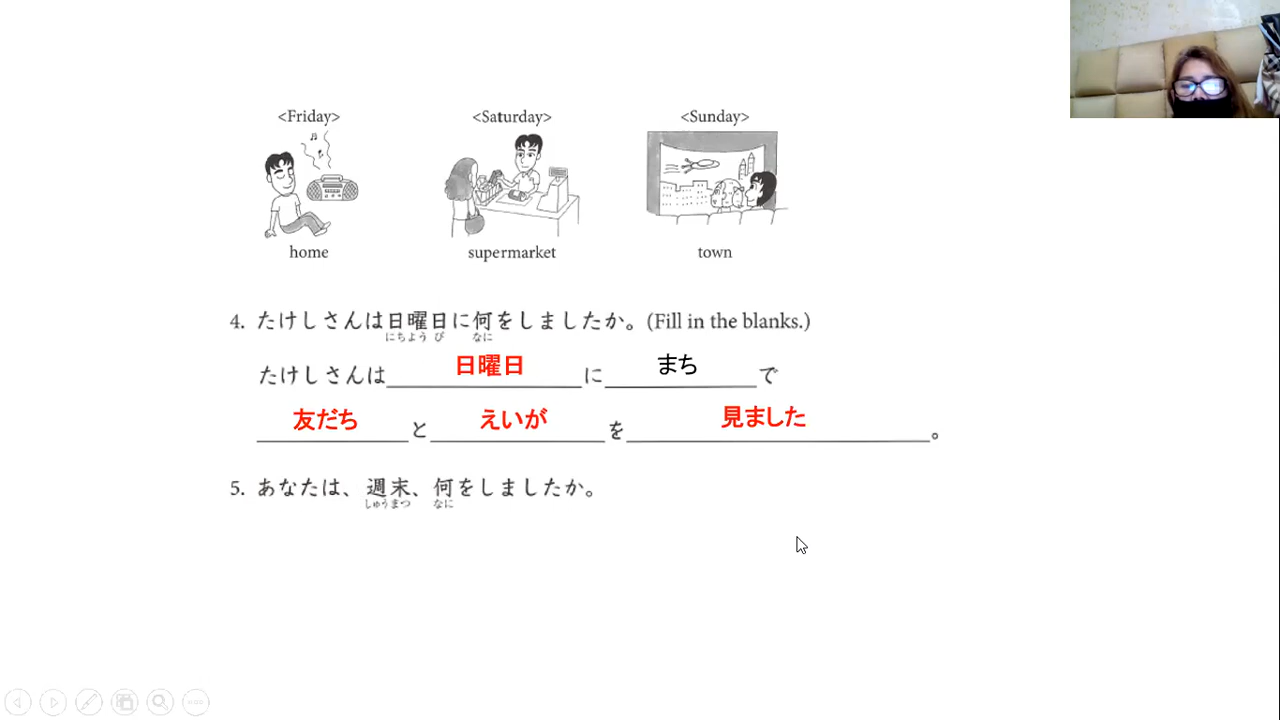 <Friday> <Saturday> <Sunday>
home supermarket town
4. たけしさんは日曜日に何をしましたか。(Fill in the blanks.)
にちよう び なに
たけしさんは 日曜日 に まち で
友だち と えいが を 見ました 。
5. あなたは、週末、何をしましたか。
しゅうまつ なに